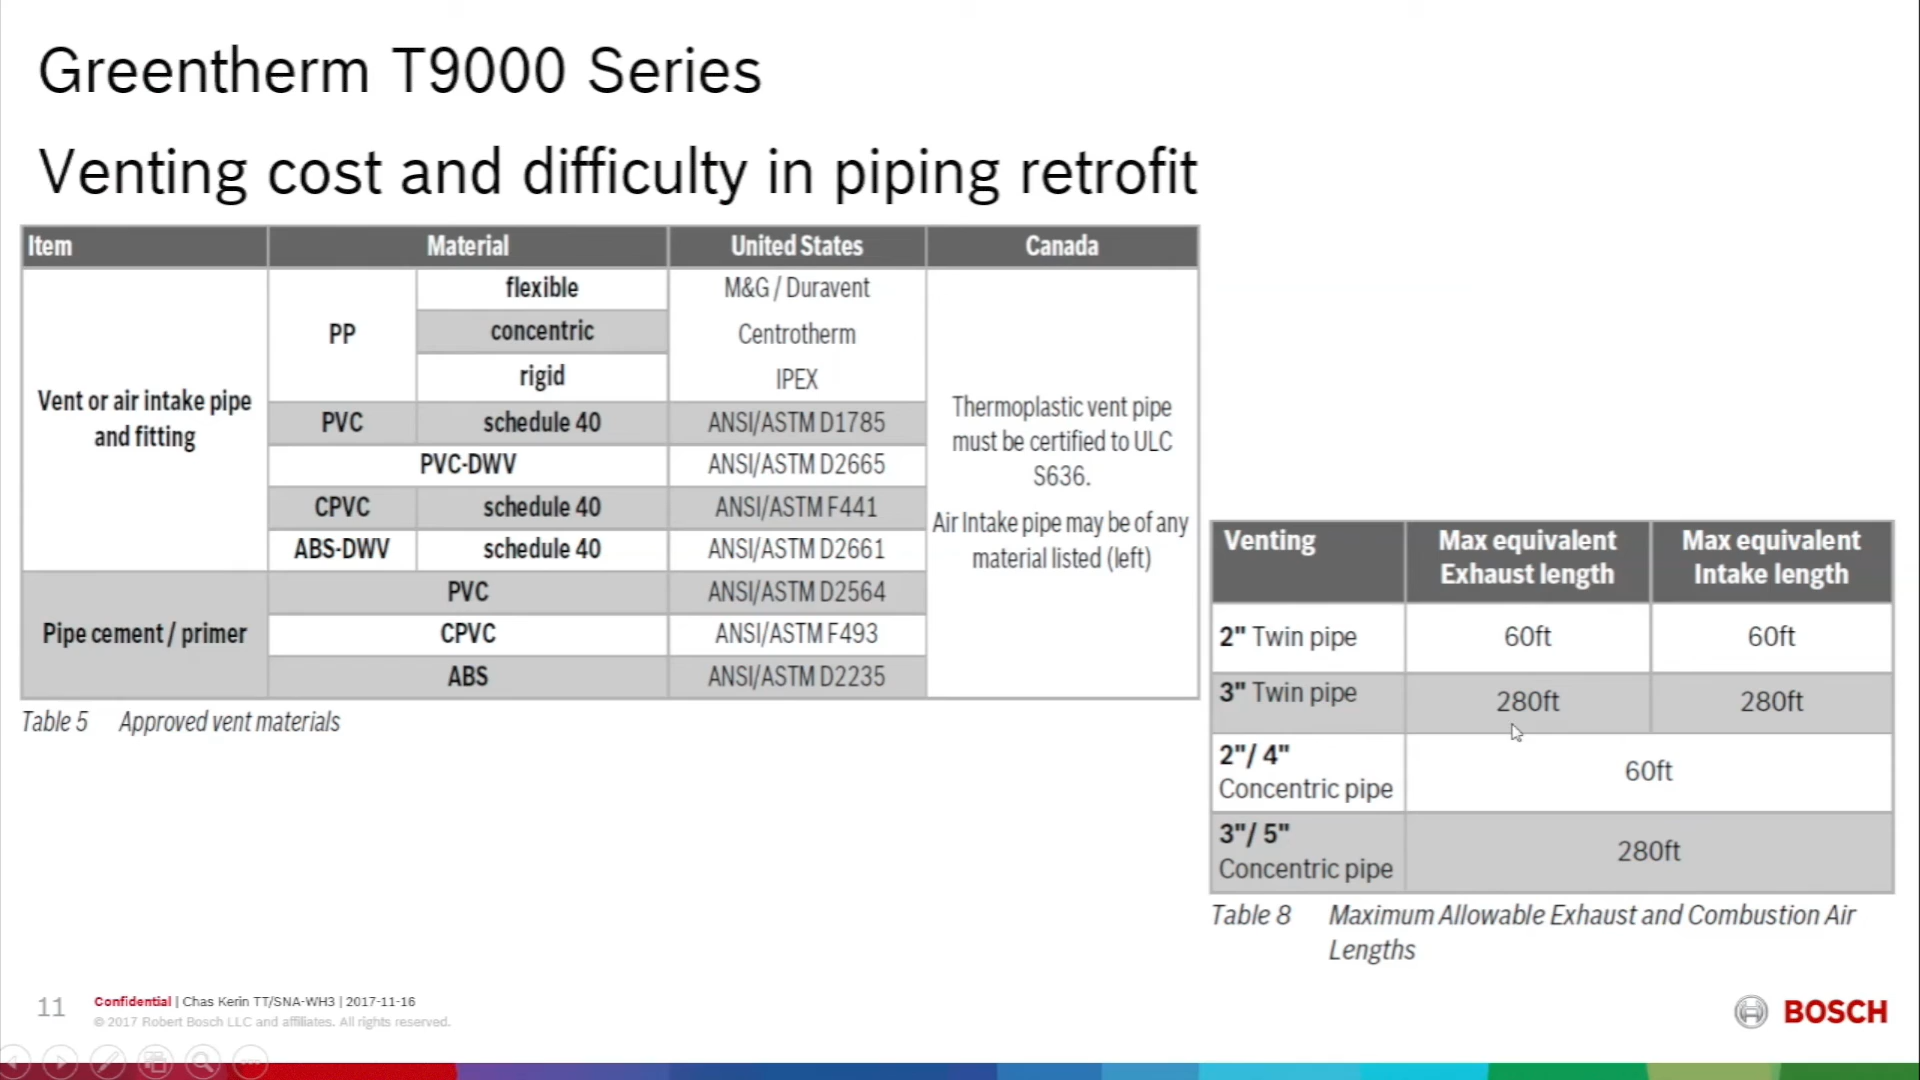 Greentherm T9000 Series
Venting cost and difficulty in piping retrofit
Item Material United States Canada
Vent or air intake pipe
and fitting
PP
flexible
concentric
rigid
M&G / Duravent
Centrotherm
IPEX
PVC schedule 40 ANSI/ASTM D1785
PVC-DWV ANSI/ASTM D2665
CPVC schedule 40 ANSI/ASTM F441
ABS-DWV schedule 40 ANSI/ASTM D2661
Thermoplastic vent pipe
must be certified to ULC
S636.
Air Intake pipe may be of any
material listed (left)
Pipe cement / primer
PVC ANSI/ASTM D2564
CPVC ANSI/ASTM F493
ABS ANSI/ASTM D2235
Table 5 Approved vent materials
Venting
Max equivalent
Exhaust length
Max equivalent
Intake length
2" Twin pipe 60ft 60ft
3" Twin pipe 280ft 280ft
2"/ 4"
Concentric pipe
60ft
3"/ 5"
Concentric pipe
280ft
Table 8 Maximum Allowable Exhaust and Combustion Air
Lengths
11
Confidential | Chas Kerin TT/SNA-WH3 | 2017-11-16
© 2017 Robert Bosch LLC and affiliates. All rights reserved.
BOSCH